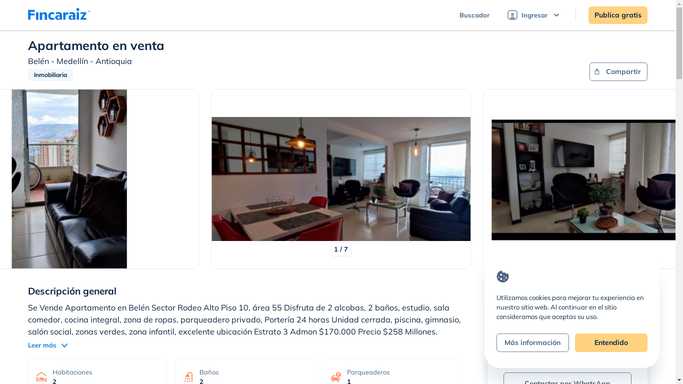 Fincaraiz
Buscador
Ingresar
Publica gratis
Apartamento en venta
Belén - Medellín - Antioquia
Inmobiliaria
Compartir
1 / 7
Descripción general
Se Vende Apartamento en Belén Sector Rodeo Alto Piso 10, área 55 Disfruta de 2 alcobas, 2 baños, estudio, sala
comedor, cocina integral, zona de ropas, parqueadero privado, Portería 24 horas Unidad cerrada, piscina, gimnasio,
salón social, zonas verdes, zona infantil, excelente ubicación Estrato 3 Admon $170.000 Precio $258 Millones.
Leer más
Habitaciones
2
Baños
2
Parqueaderos
1
Utilizamos cookies para mejorar tu experiencia en
nuestro sitio web. Al continuar en el sitio
consideramos que aceptas su uso.
Más información
Entendido
Contactar por WhatsApp